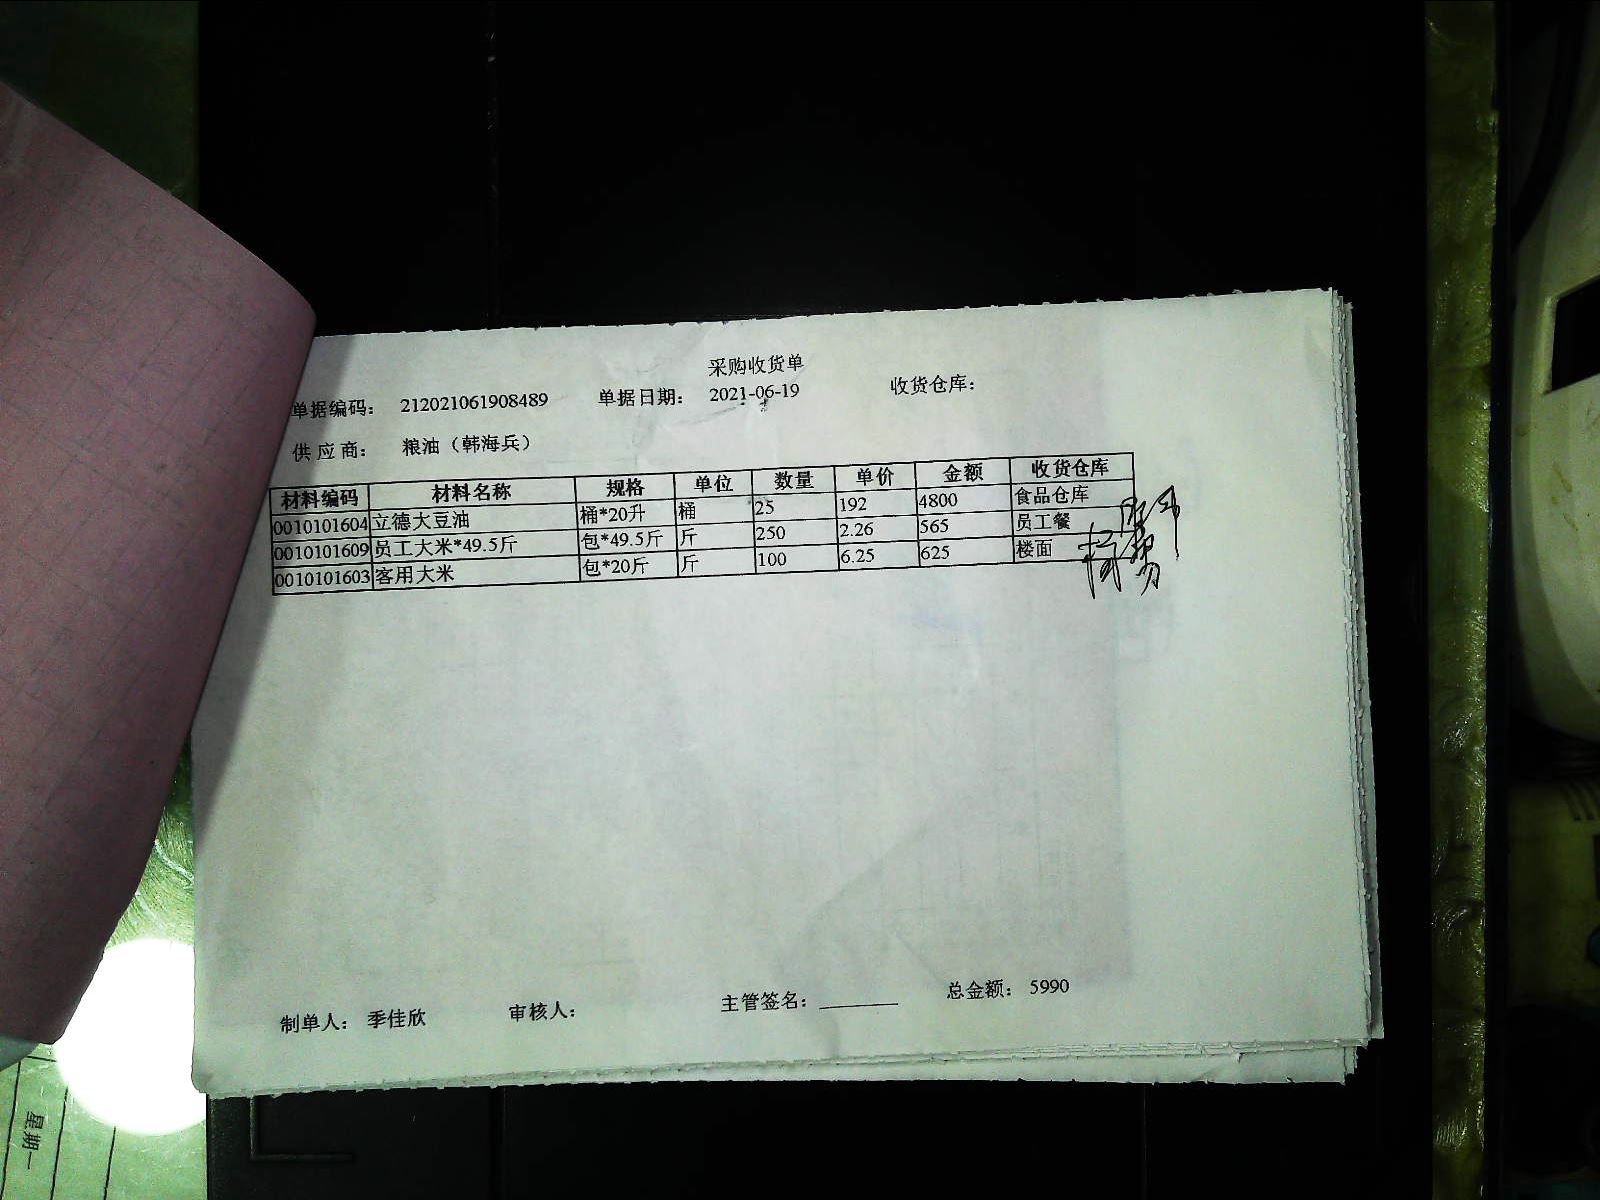 采购收货单
单据编码： 212021061908489 单据日期： 2021-06-19 收货仓库：
供应商： 粮油（韩海兵）
材料编码 材料名称 规格 单位 数量 单价 金额 收货仓库
0010101604 立德大豆油 桶*20升 桶 25 192 4800 食品仓库
0010101609 员工大米*49.5斤 包*49.5斤 斤 250 2.26 565 员工餐
0010101603 客用大米 包*20斤 斤 100 6.25 625 楼面
制单人： 季佳欣 审核人： 主管签名：________ 总金额： 5990
星期一